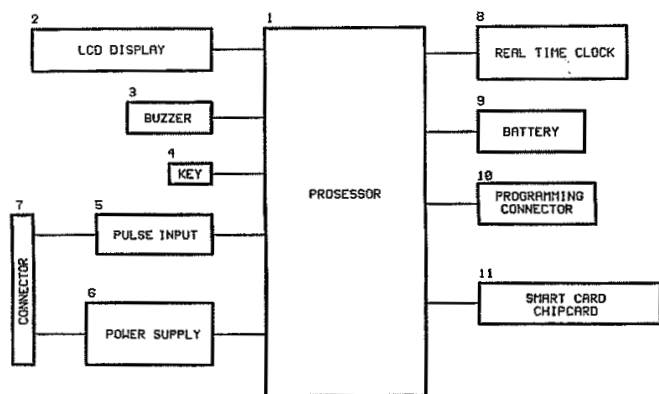 1
PROSESSOR
2
LCD DISPLAY
3
BUZZER
4
KEY
5
PULSE INPUT
6
POWER SUPPLY
7
CONNECTOR
8
REAL TIME CLOCK
9
BATTERY
10
PROGRAMMING
CONNECTOR
11
SMART CARD
CHIPCARD